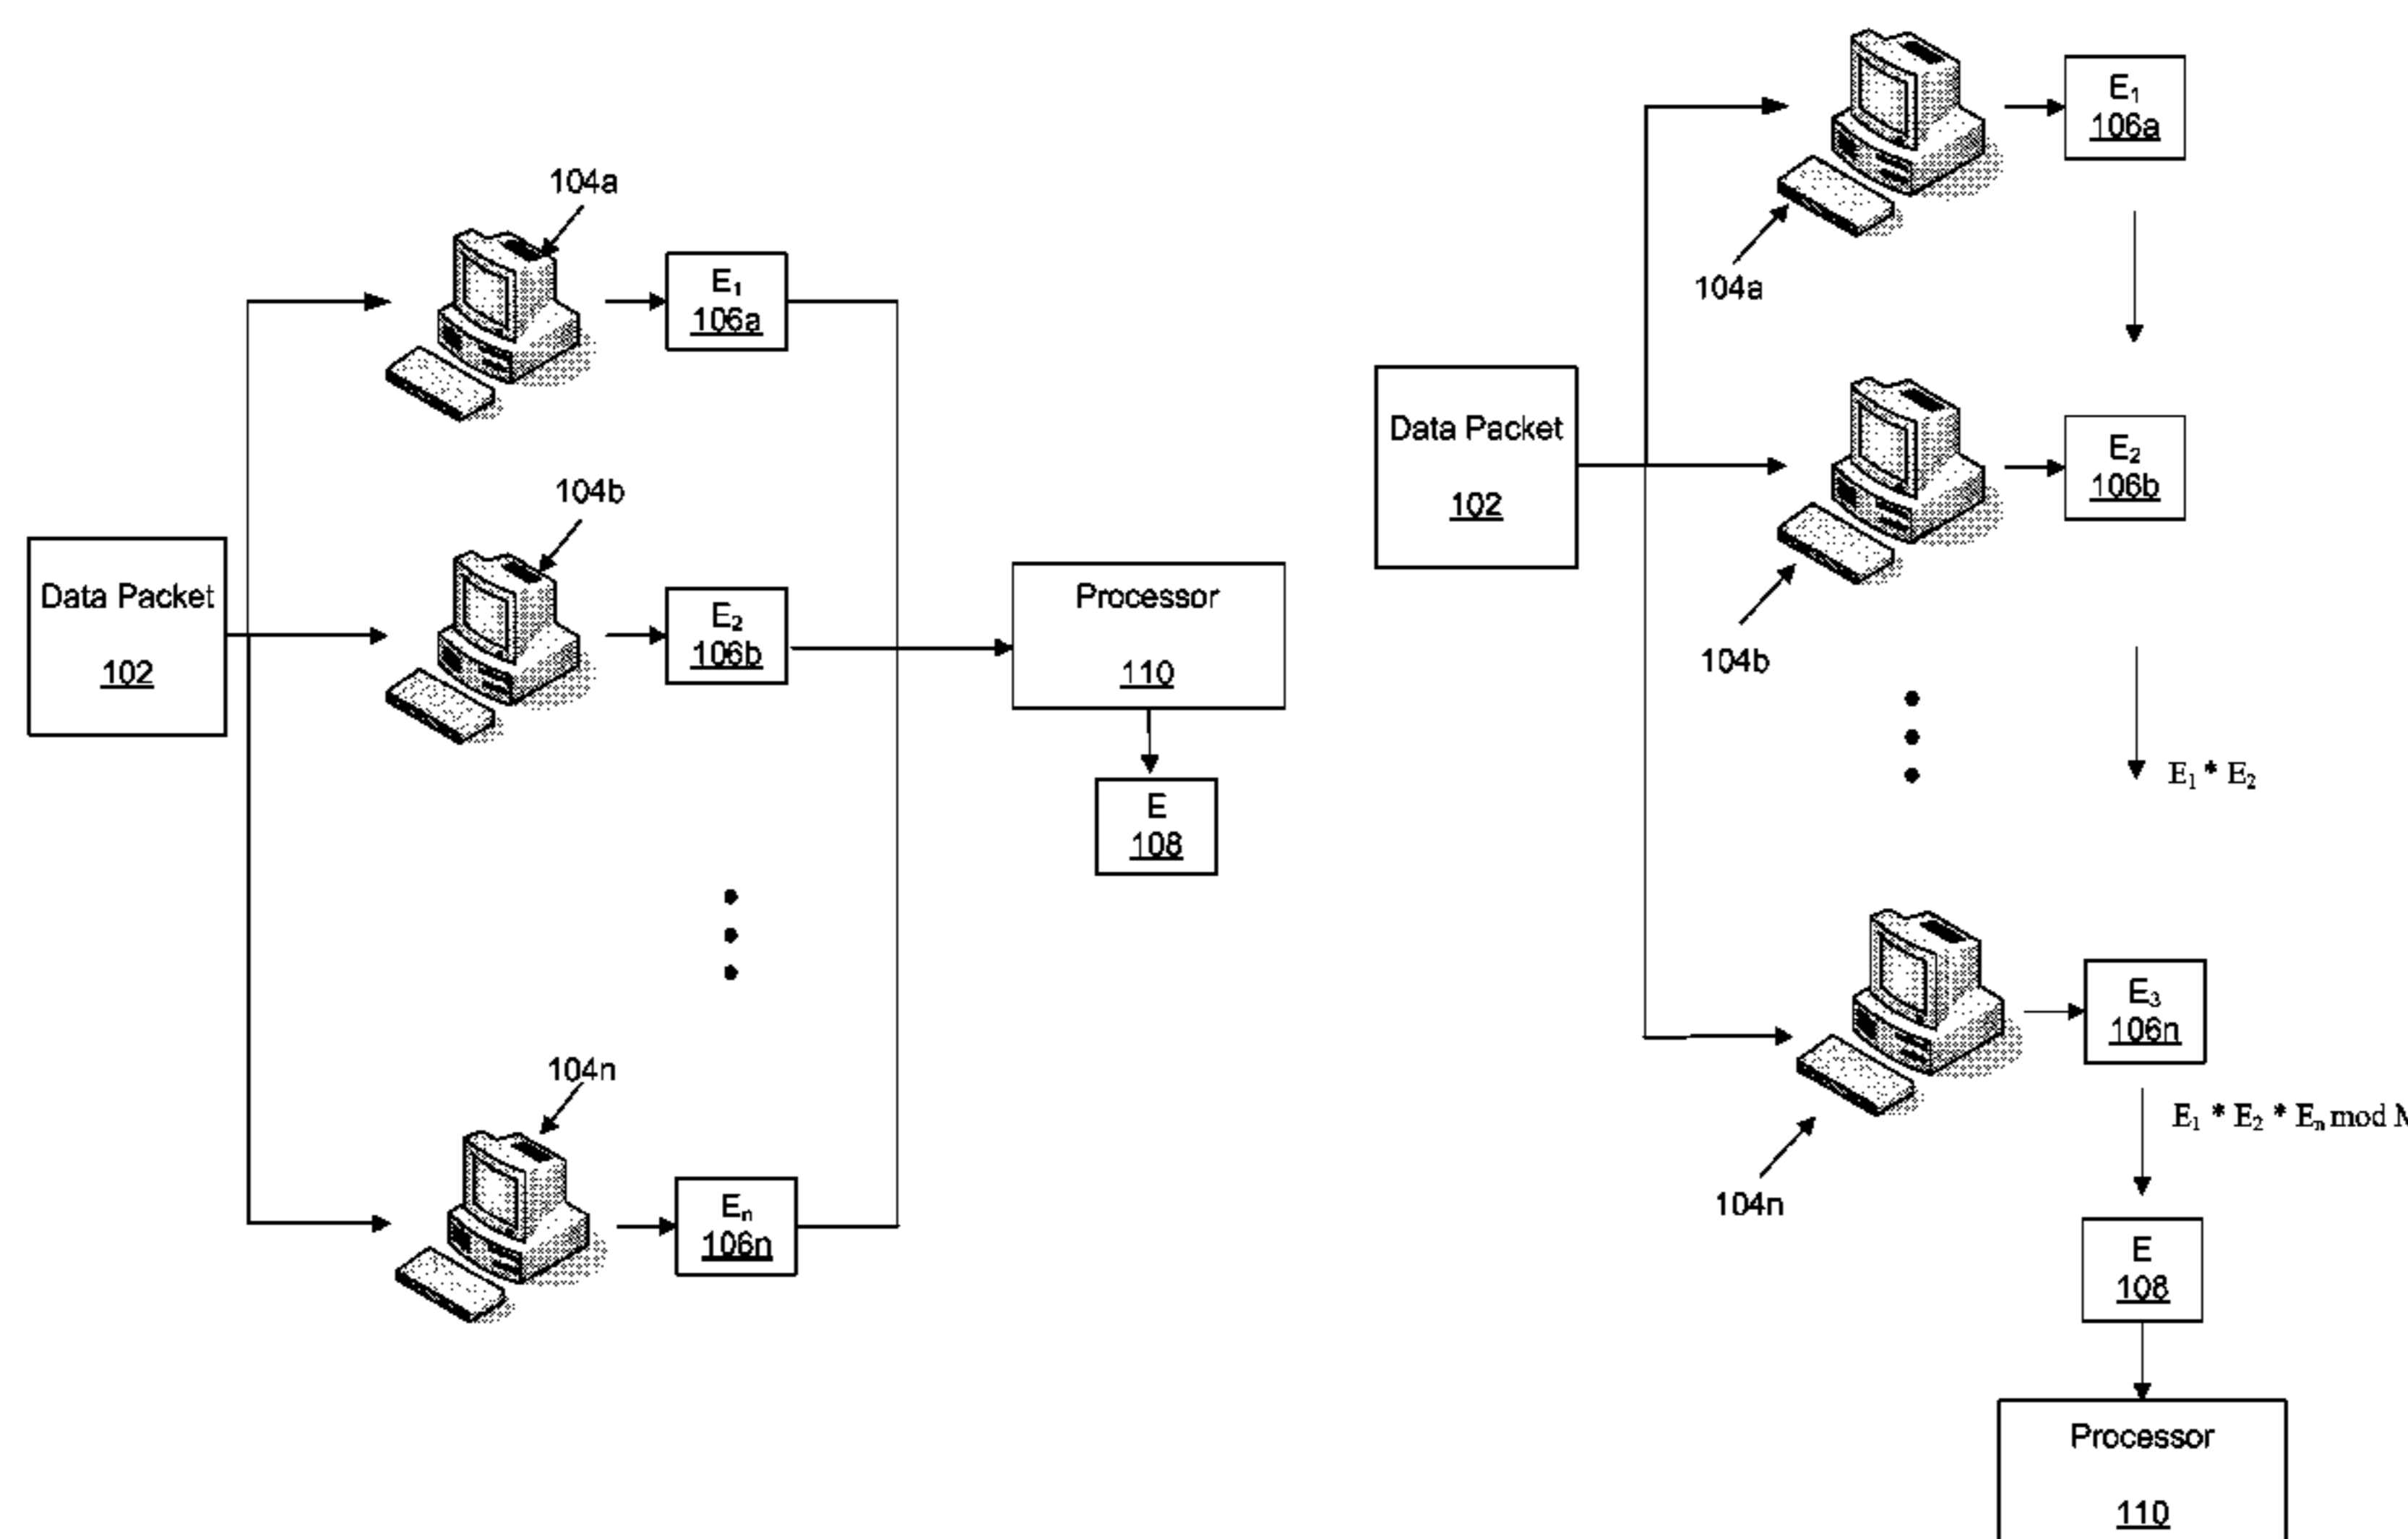 104a
E₁
106a
104b
Data Packet
102
E₂
106b
Processor
110
E
108
104n
Eₙ
106n
E₁
106a
104a
Data Packet
102
E₂
106b
104b
E₁ * E₂
E₃
106n
E₁ * E₂ * Eₙ mod
104n
E
108
Processor
110